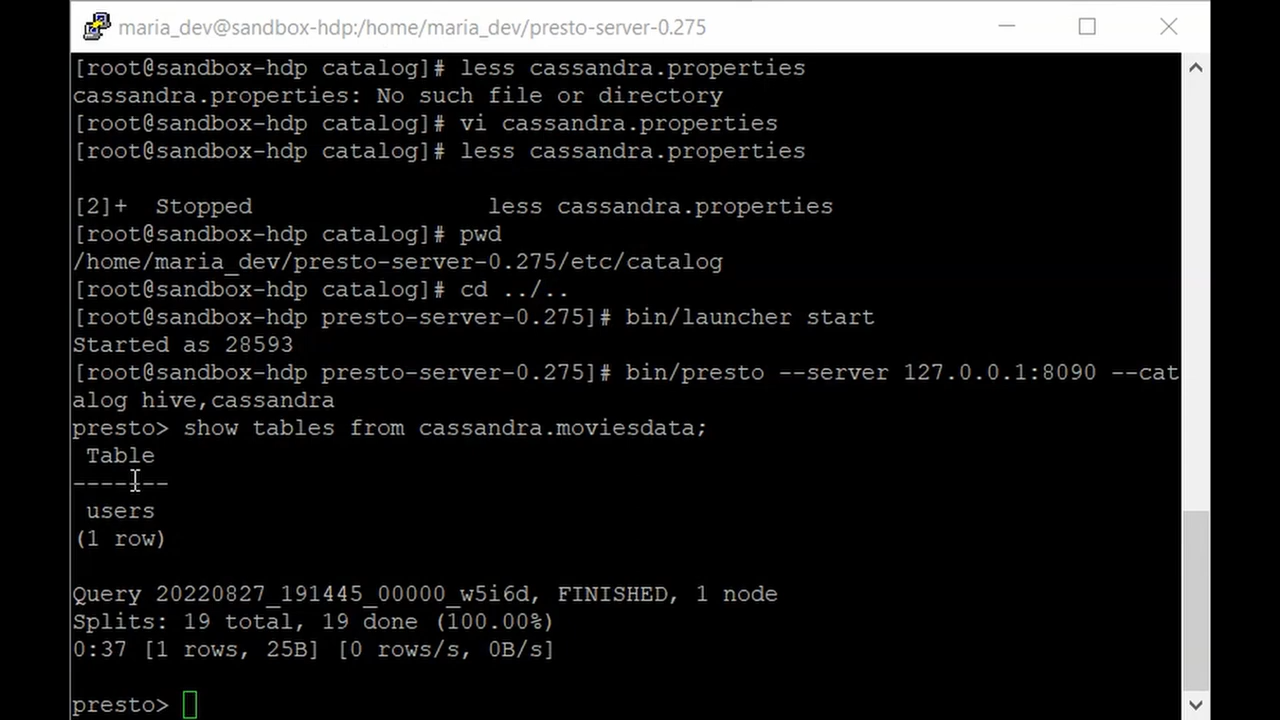 maria_dev@sandbox-hdp:/home/maria_dev/presto-server-0.275
[root@sandbox-hdp catalog]# less cassandra.properties
cassandra.properties: No such file or directory
[root@sandbox-hdp catalog]# vi cassandra.properties
[root@sandbox-hdp catalog]# less cassandra.properties
[2]+  Stopped                 less cassandra.properties
[root@sandbox-hdp catalog]# pwd
/home/maria_dev/presto-server-0.275/etc/catalog
[root@sandbox-hdp catalog]# cd ../..
[root@sandbox-hdp presto-server-0.275]# bin/launcher start
Started as 28593
[root@sandbox-hdp presto-server-0.275]# bin/presto --server 127.0.0.1:8090 --cat
alog hive,cassandra
presto> show tables from cassandra.moviesdata;
 Table
-------
 users
(1 row)
Query 20220827_191445_00000_w5i6d, FINISHED, 1 node
Splits: 19 total, 19 done (100.00%)
0:37 [1 rows, 25B] [0 rows/s, 0B/s]
presto>